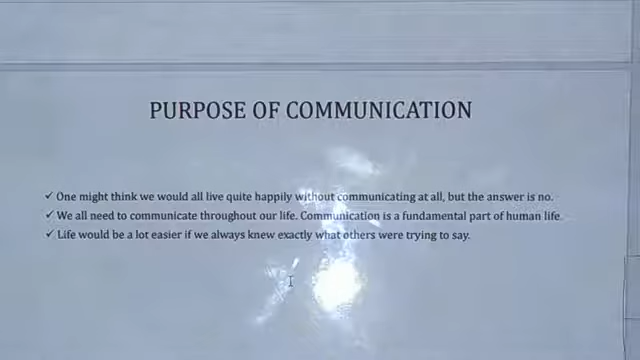 PURPOSE OF COMMUNICATION
✓ One might think we would all live quite happily without communicating at all, but the answer is no.
✓ We all need to communicate throughout our life. Communication is a fundamental part of human life.
✓ Life would be a lot easier if we always knew exactly what others were trying to say.